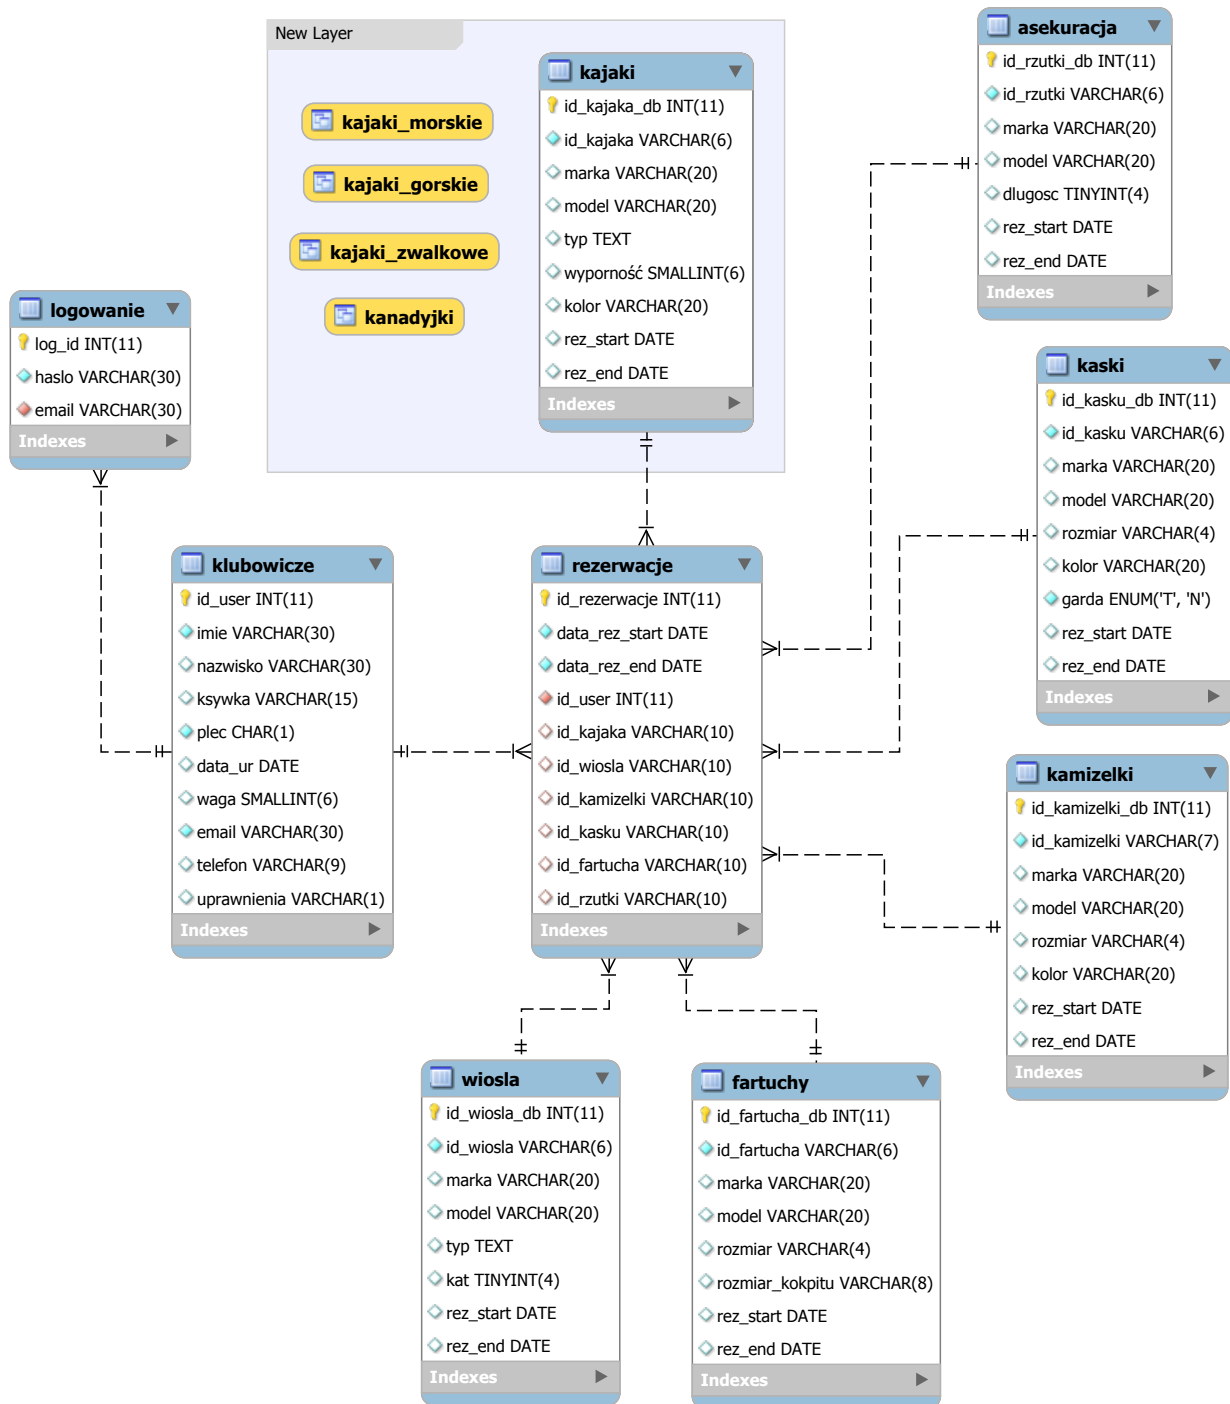 New Layer
kajaki_morskie
kajaki_gorskie
kajaki_zwalkowe
kanadyjki
kajaki
id_kajaka_db INT(11)
id_kajaka VARCHAR(6)
marka VARCHAR(20)
model VARCHAR(20)
typ TEXT
wyporność SMALLINT(6)
kolor VARCHAR(20)
rez_start DATE
rez_end DATE
Indexes
asekuracja
id_rzutki_db INT(11)
id_rzutki VARCHAR(6)
marka VARCHAR(20)
model VARCHAR(20)
dlugosc TINYINT(4)
rez_start DATE
rez_end DATE
Indexes
logowanie
log_id INT(11)
haslo VARCHAR(30)
email VARCHAR(30)
Indexes
kaski
id_kasku_db INT(11)
id_kasku VARCHAR(6)
marka VARCHAR(20)
model VARCHAR(20)
rozmiar VARCHAR(4)
kolor VARCHAR(20)
garda ENUM('T', 'N')
rez_start DATE
rez_end DATE
Indexes
klubowicze
id_user INT(11)
imie VARCHAR(30)
nazwisko VARCHAR(30)
ksywka VARCHAR(15)
plec CHAR(1)
data_ur DATE
waga SMALLINT(6)
email VARCHAR(30)
telefon VARCHAR(9)
uprawnienia VARCHAR(1)
Indexes
rezerwacje
id_rezerwacje INT(11)
data_rez_start DATE
data_rez_end DATE
id_user INT(11)
id_kajaka VARCHAR(10)
id_wiosla VARCHAR(10)
id_kamizelki VARCHAR(10)
id_kasku VARCHAR(10)
id_fartucha VARCHAR(10)
id_rzutki VARCHAR(10)
Indexes
kamizelki
id_kamizelki_db INT(11)
id_kamizelki VARCHAR(7)
marka VARCHAR(20)
model VARCHAR(20)
rozmiar VARCHAR(4)
kolor VARCHAR(20)
rez_start DATE
rez_end DATE
Indexes
wiosla
id_wiosla_db INT(11)
id_wiosla VARCHAR(6)
marka VARCHAR(20)
model VARCHAR(20)
typ TEXT
kat TINYINT(4)
rez_start DATE
rez_end DATE
Indexes
fartuchy
id_fartucha_db INT(11)
id_fartucha VARCHAR(6)
marka VARCHAR(20)
model VARCHAR(20)
rozmiar VARCHAR(4)
rozmiar_kokpitu VARCHAR(8)
rez_start DATE
rez_end DATE
Indexes